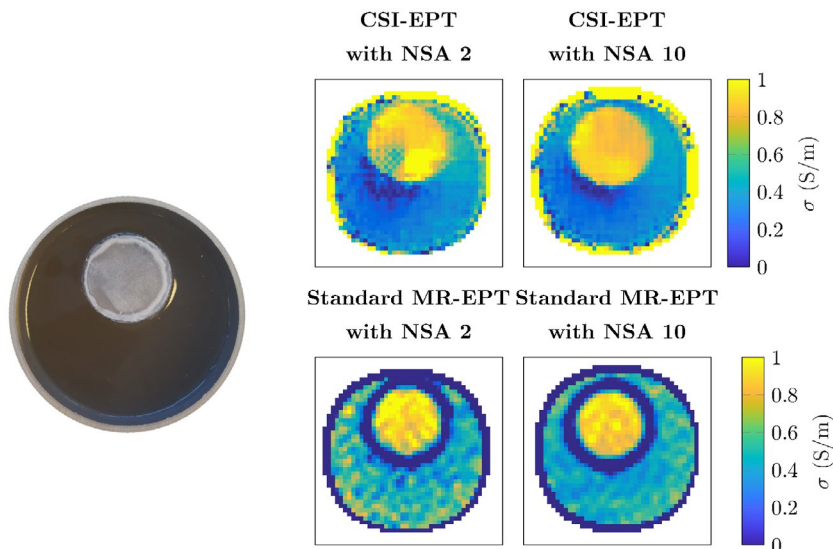 CSI-EPT CSI-EPT
with NSA 2 with NSA 10
1
0.8
0.6
0.4
0.2
0
σ (S/m)
Standard MR-EPT Standard MR-EPT
with NSA 2 with NSA 10
1
0.8
0.6
0.4
0.2
0
σ (S/m)